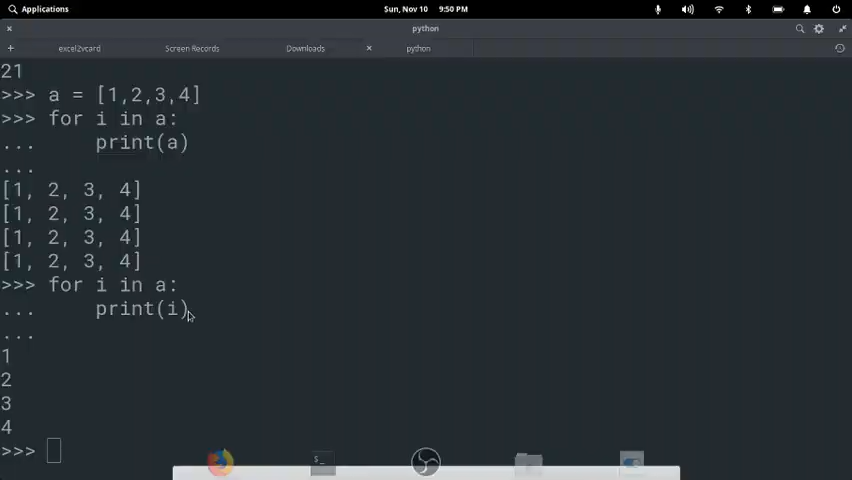 Applications Sun, Nov 10 9:50 PM
python
excel2vcard Screen Records Downloads python
21
>>> a = [1,2,3,4]
>>> for i in a:
... print(a)
...
[1, 2, 3, 4]
[1, 2, 3, 4]
[1, 2, 3, 4]
[1, 2, 3, 4]
>>> for i in a:
... print(i)
...
1
2
3
4
>>>